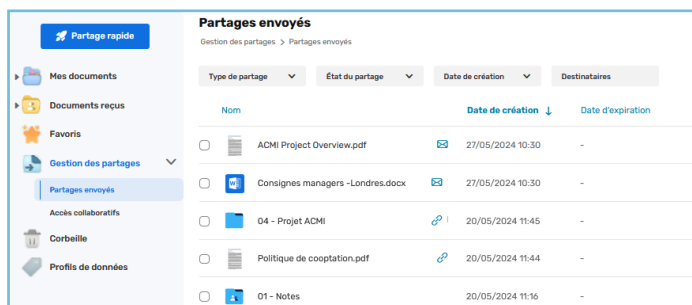 Partage rapide
Mes documents
Documents reçus
Favoris
Gestion des partages
Partages envoyés
Accès collaboratifs
Corbeille
Profils de données
Partages envoyés
Gestion des partages > Partages envoyés
Type de partage État du partage Date de création Destinataires
Nom Date de création ↓ Date d'expiration
ACMI Project Overview.pdf 27/05/2024 10:30 -
Consignes managers -Londres.docx 27/05/2024 10:30 -
04 - Projet ACMI 20/05/2024 11:45 -
Politique de cooptation.pdf 20/05/2024 11:44 -
01 - Notes 20/05/2024 11:16 -